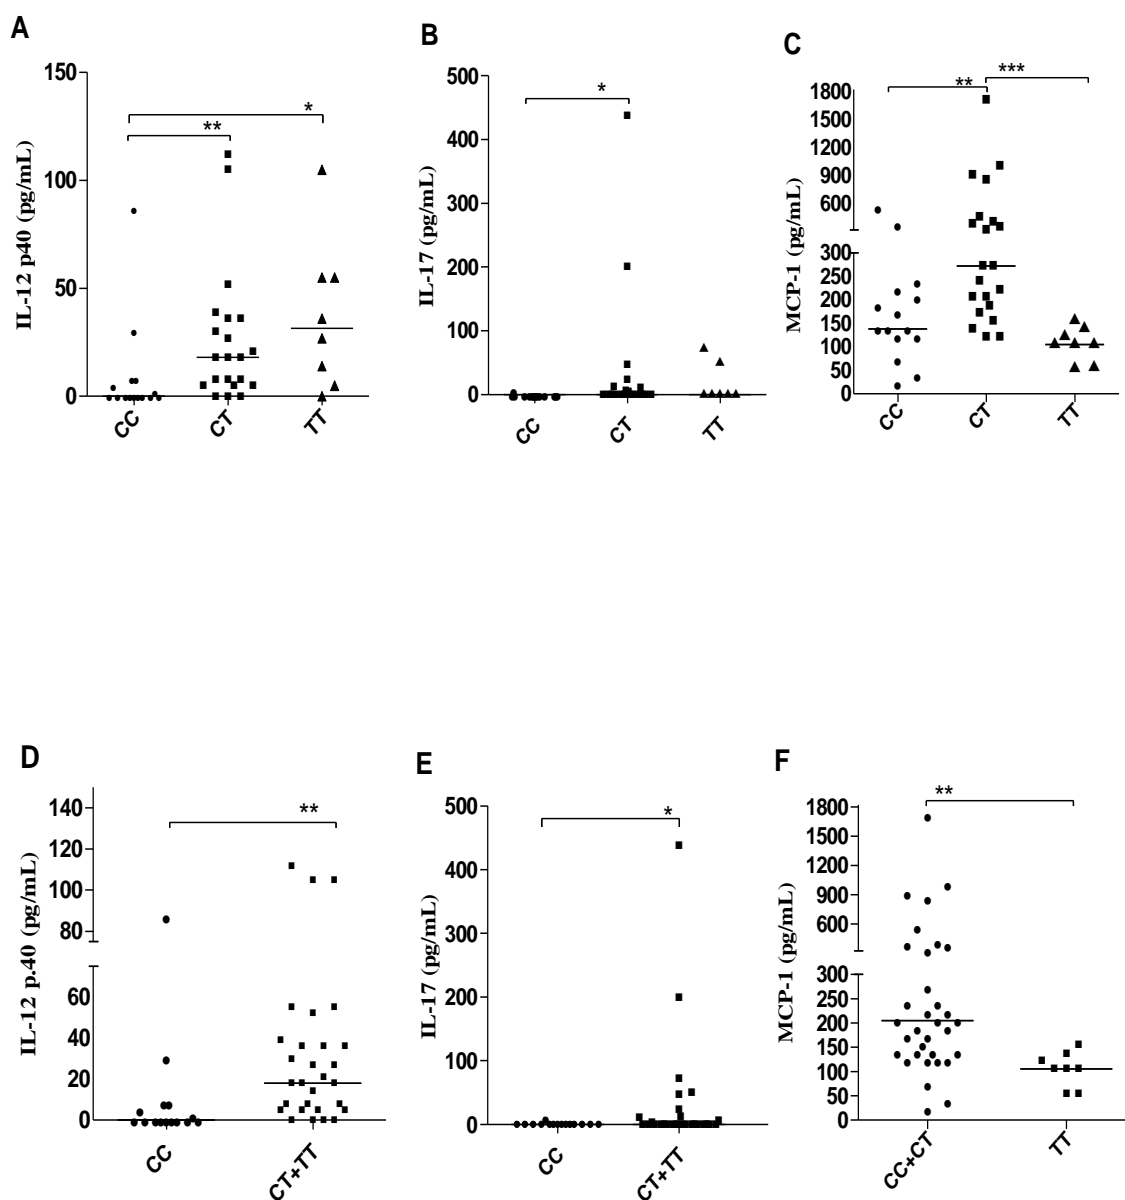 A
IL-12 p40 (pg/mL)
150
100
50
0
*
**
CC
CT
TT
B
IL-17 (pg/mL)
500
400
300
200
100
0
*
CC
CT
TT
C
MCP-1 (pg/mL)
1800
1500
1200
900
600
300
250
200
150
100
50
0
**
***
CC
CT
TT
D
IL-12 p.40 (pg/mL)
140
120
100
80
60
40
20
0
**
CC
CT+TT
E
IL-17 (pg/mL)
500
400
300
200
100
0
*
CC
CT+TT
F
MCP-1 (pg/mL)
1800
1500
1200
900
600
300
250
200
150
100
50
0
**
CC+CT
TT